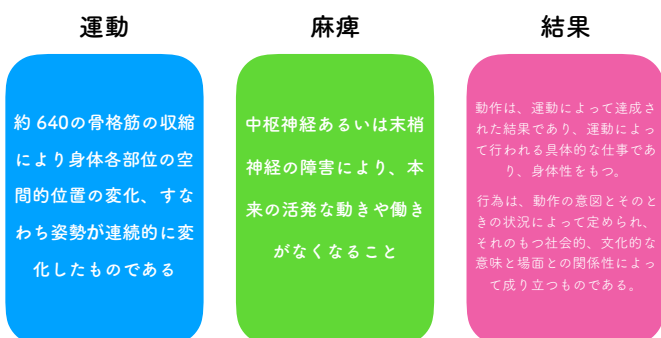 運動
約 640の骨格筋の収縮
により身体各部位の空
間的位置の変化、すな
わち姿勢が連続的に変
化したものである
麻痺
中枢神経あるいは末梢
神経の障害により、本
来の活発な動きや働き
がなくなること
結果
動作は、運動によって達成さ
れた結果であり、運動によっ
て行われる具体的な仕事であ
り、身体性をもつ。
行為は、動作の意図とそのと
きの状況によって定められ、
それのもつ社会的、文化的な
意味と場面との関係性によっ
て成り立つものである。